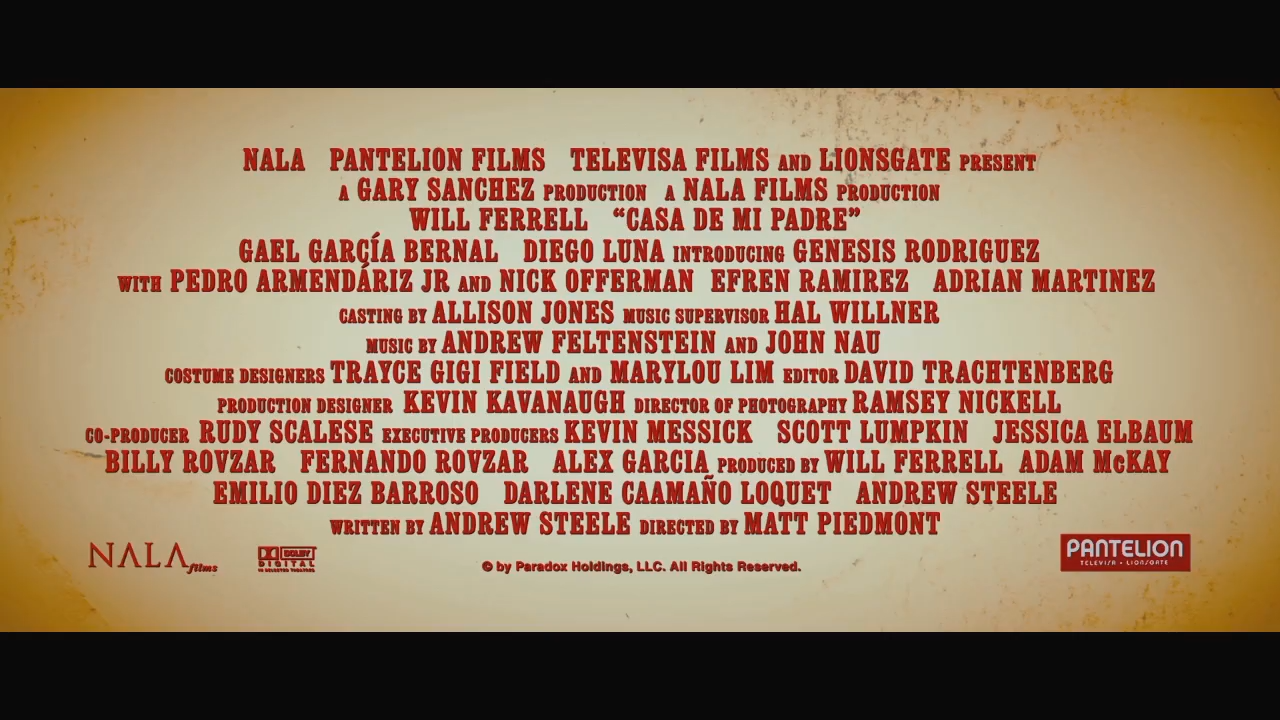 NALA PANTELION FILMS TELEVISA FILMS AND LIONSGATE PRESENT
A GARY SANCHEZ PRODUCTION A NALA FILMS PRODUCTION
WILL FERRELL “CASA DE MI PADRE”
GAEL GARCÍA BERNAL DIEGO LUNA INTRODUCING GENESIS RODRIGUEZ
WITH PEDRO ARMENDÁRIZ JR AND NICK OFFERMAN EFREN RAMIREZ ADRIAN MARTINEZ
CASTING BY ALLISON JONES MUSIC SUPERVISOR HAL WILLNER
MUSIC BY ANDREW FELTENSTEIN AND JOHN NAU
COSTUME DESIGNERS TRAYCE GIGI FIELD AND MARYLOU LIM EDITOR DAVID TRACHTENBERG
PRODUCTION DESIGNER KEVIN KAVANAUGH DIRECTOR OF PHOTOGRAPHY RAMSEY NICKELL
CO-PRODUCER RUDY SCALESE EXECUTIVE PRODUCERS KEVIN MESSICK SCOTT LUMPKIN JESSICA ELBAUM
BILLY ROVZAR FERNANDO ROVZAR ALEX GARCIA PRODUCED BY WILL FERRELL ADAM McKAY
EMILIO DIEZ BARROSO DARLENE CAAMAÑO LOQUET ANDREW STEELE
WRITTEN BY ANDREW STEELE DIRECTED BY MATT PIEDMONT
NALA films
DOLBY
DIGITAL
IN SELECTED THEATRES
© by Paradox Holdings, LLC. All Rights Reserved.
PANTELION
TELEVISA • LIONSGATE